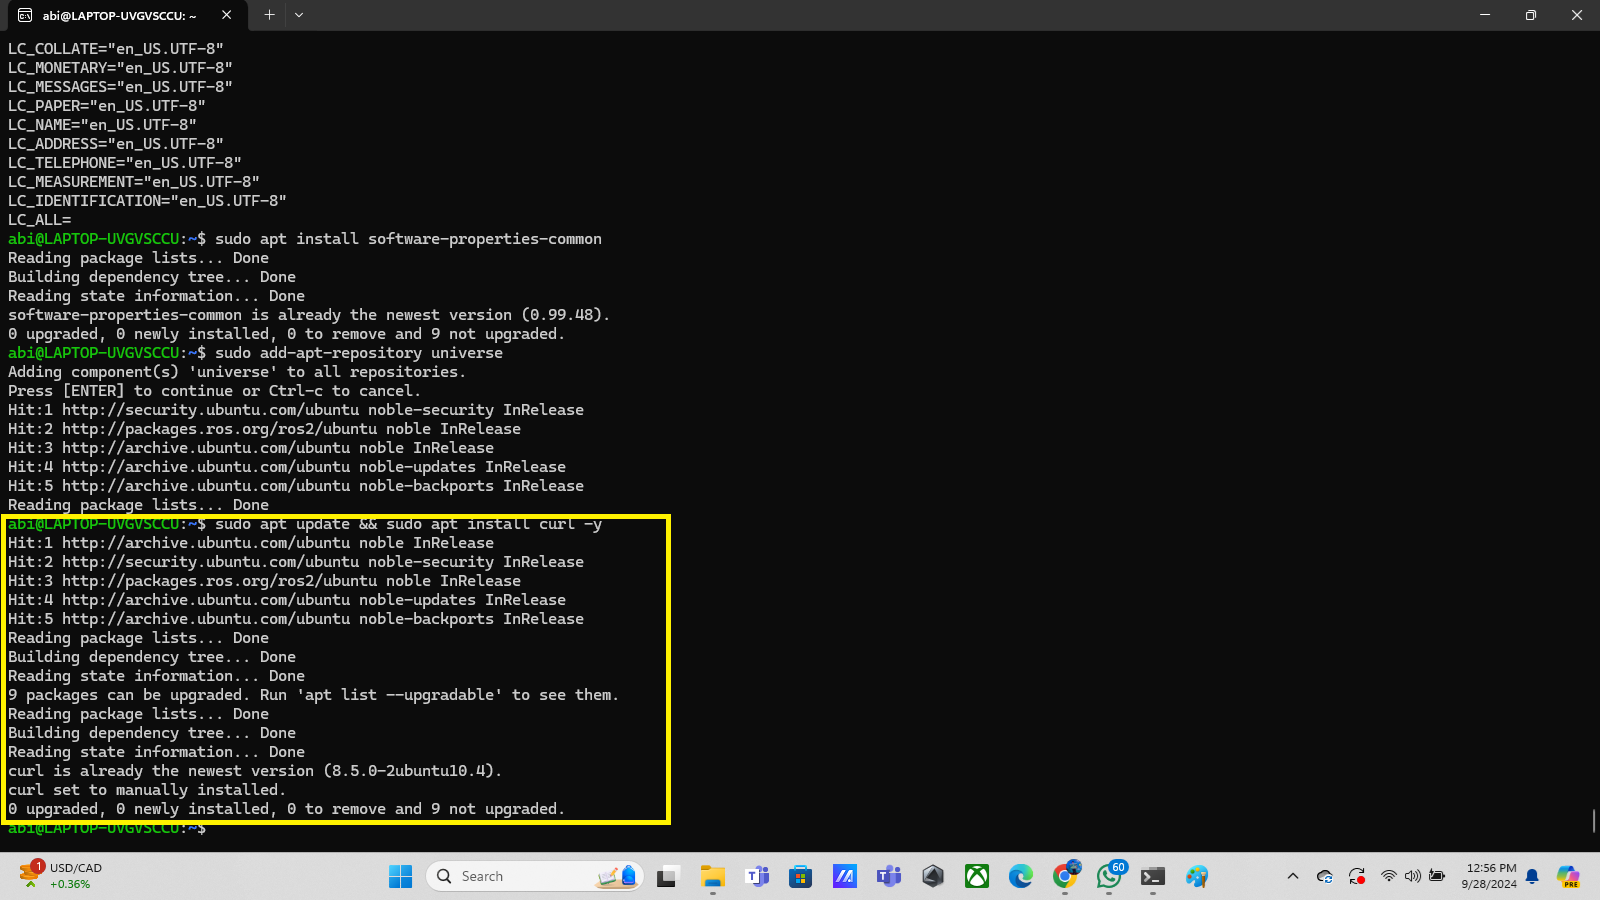 abi@LAPTOP-UVGVSCCU: ~
LC_COLLATE="en_US.UTF-8"
LC_MONETARY="en_US.UTF-8"
LC_MESSAGES="en_US.UTF-8"
LC_PAPER="en_US.UTF-8"
LC_NAME="en_US.UTF-8"
LC_ADDRESS="en_US.UTF-8"
LC_TELEPHONE="en_US.UTF-8"
LC_MEASUREMENT="en_US.UTF-8"
LC_IDENTIFICATION="en_US.UTF-8"
LC_ALL=
abi@LAPTOP-UVGVSCCU:~$ sudo apt install software-properties-common
Reading package lists... Done
Building dependency tree... Done
Reading state information... Done
software-properties-common is already the newest version (0.99.48).
0 upgraded, 0 newly installed, 0 to remove and 9 not upgraded.
abi@LAPTOP-UVGVSCCU:~$ sudo add-apt-repository universe
Adding component(s) 'universe' to all repositories.
Press [ENTER] to continue or Ctrl-c to cancel.
Hit:1 http://security.ubuntu.com/ubuntu noble-security InRelease
Hit:2 http://packages.ros.org/ros2/ubuntu noble InRelease
Hit:3 http://archive.ubuntu.com/ubuntu noble InRelease
Hit:4 http://archive.ubuntu.com/ubuntu noble-updates InRelease
Hit:5 http://archive.ubuntu.com/ubuntu noble-backports InRelease
Reading package lists... Done
abi@LAPTOP-UVGVSCCU:~$ sudo apt update && sudo apt install curl -y
Hit:1 http://archive.ubuntu.com/ubuntu noble InRelease
Hit:2 http://security.ubuntu.com/ubuntu noble-security InRelease
Hit:3 http://packages.ros.org/ros2/ubuntu noble InRelease
Hit:4 http://archive.ubuntu.com/ubuntu noble-updates InRelease
Hit:5 http://archive.ubuntu.com/ubuntu noble-backports InRelease
Reading package lists... Done
Building dependency tree... Done
Reading state information... Done
9 packages can be upgraded. Run 'apt list --upgradable' to see them.
Reading package lists... Done
Building dependency tree... Done
Reading state information... Done
curl is already the newest version (8.5.0-2ubuntu10.4).
curl set to manually installed.
0 upgraded, 0 newly installed, 0 to remove and 9 not upgraded.
abi@LAPTOP-UVGVSCCU:~$
1
USD/CAD
+0.36%
Search
60
12:56 PM
9/28/2024
PRE